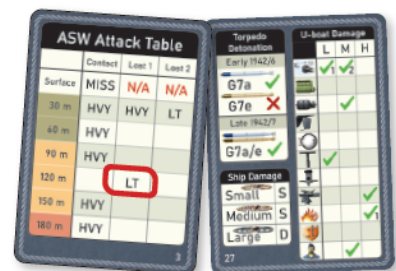 ASW Attack Table
Contact Lost 1 Lost 2
Surface MISS N/A N/A
30 m HVY HVY LT
60 m HVY
90 m HVY
120 m LT
150 m HVY
180 m HVY
3
Torpedo Detonation
Early 1942/6
G7a
G7e
Late 1942/7
G7a/e
Ship Damage
Small S
Medium S
Large D
27
U-boat Damage
L M H
1 2
1